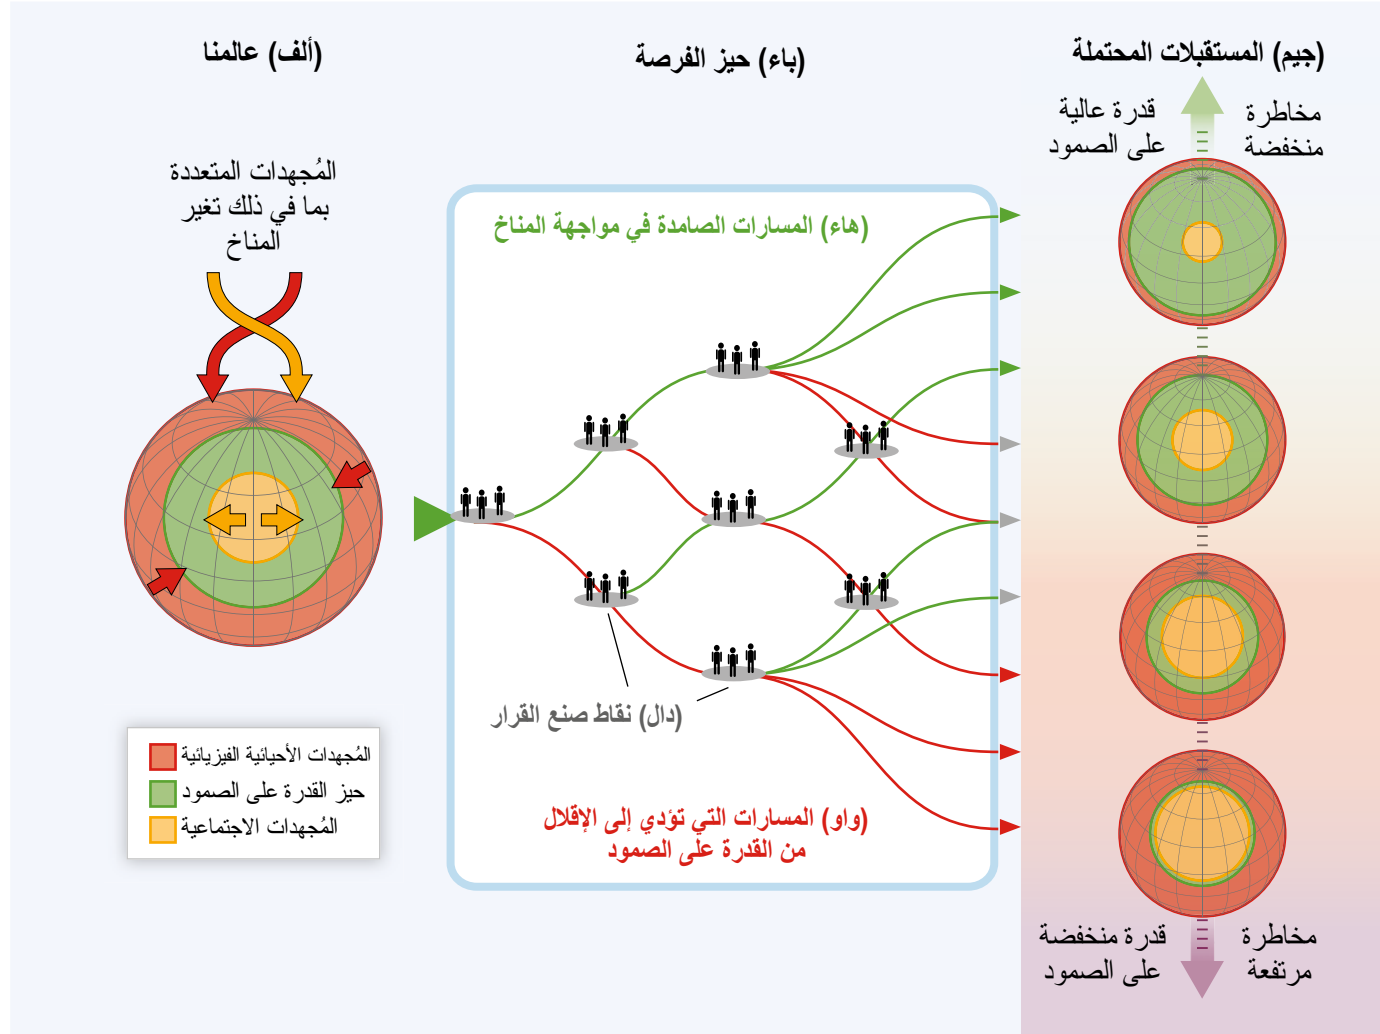 (ألف) عالمنا
المُجهدات المتعددة
بما في ذلك تغير
المناخ
المُجهدات الأحيائية الفيزيائية
حيز القدرة على الصمود
المُجهدات الاجتماعية
(باء) حيز الفرصة
(هاء) المسارات الصامدة في مواجهة المناخ
(دال) نقاط صنع القرار
(واو) المسارات التي تؤدي إلى الإقلال
من القدرة على الصمود
(جيم) المستقبلات المحتملة
مخاطرة
منخفضة
قدرة عالية
على الصمود
مخاطرة
مرتفعة
قدرة منخفضة
على الصمود